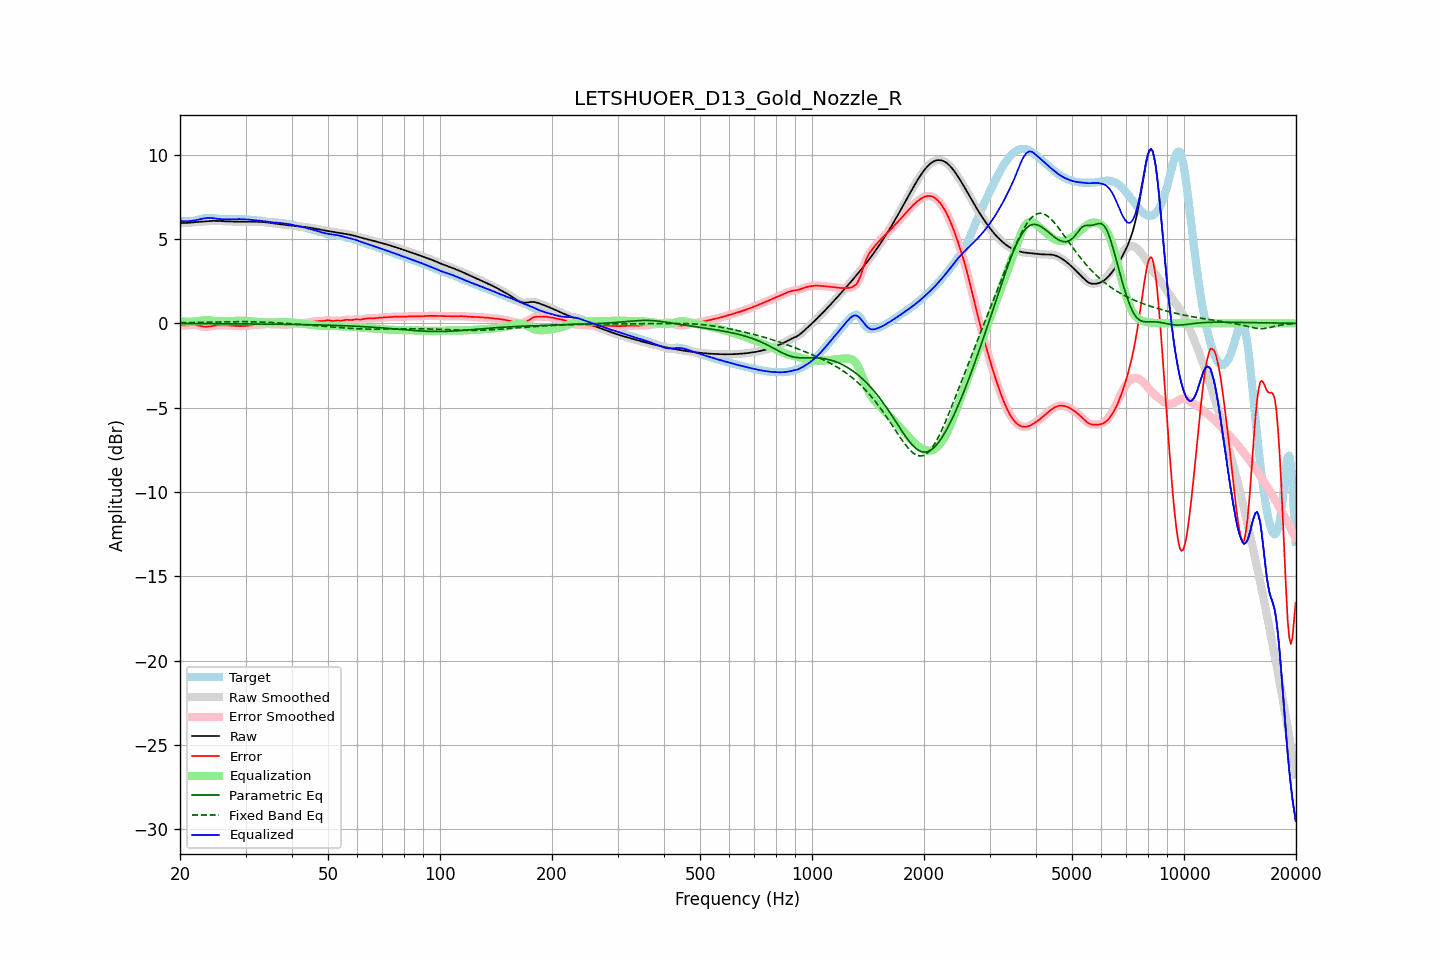 LETSHUOER_D13_Gold_Nozzle_R
10
5
0
−5
−10
−15
−20
−25
−30
Amplitude (dBr)
Target
Raw Smoothed
Error Smoothed
Raw
Error
Equalization
Parametric Eq
Fixed Band Eq
Equalized
20 50 100 200 500 1000 2000 5000 10000 20000
Frequency (Hz)